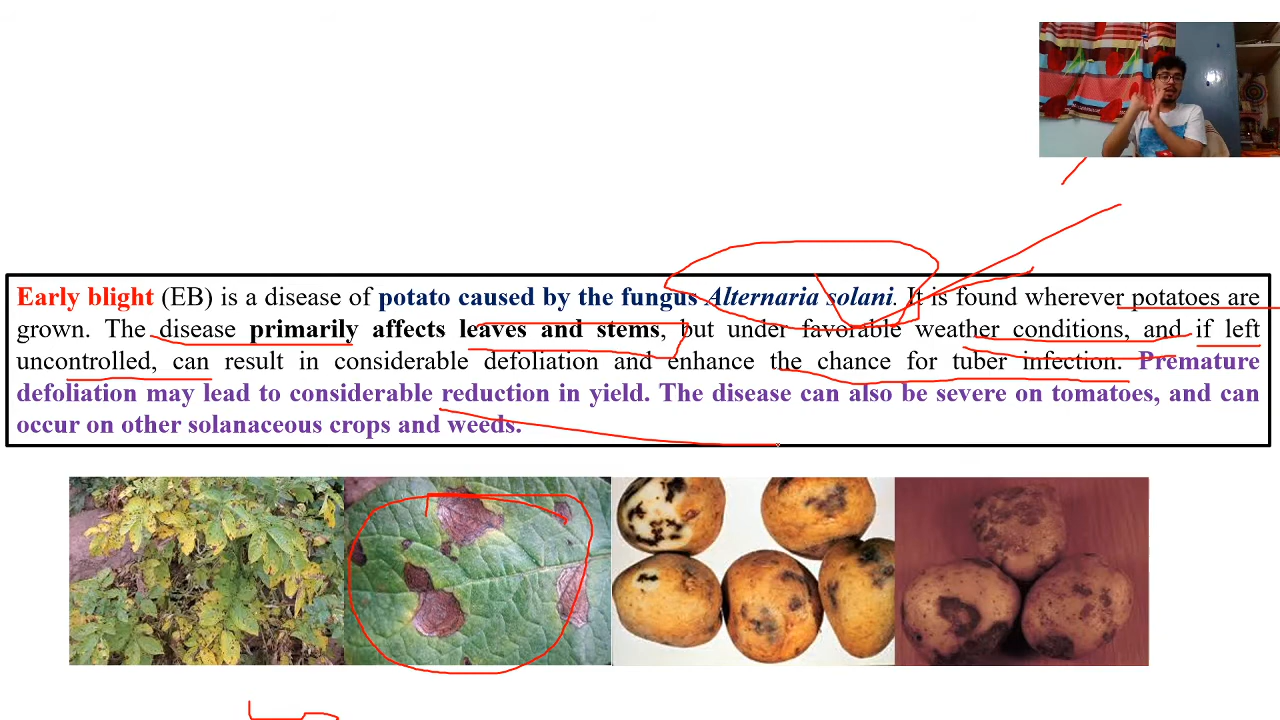 Early blight (EB) is a disease of potato caused by the fungus Alternaria solani. It is found wherever potatoes are
grown. The disease primarily affects leaves and stems, but under favorable weather conditions, and if left
uncontrolled, can result in considerable defoliation and enhance the chance for tuber infection. Premature
defoliation may lead to considerable reduction in yield. The disease can also be severe on tomatoes, and can
occur on other solanaceous crops and weeds.